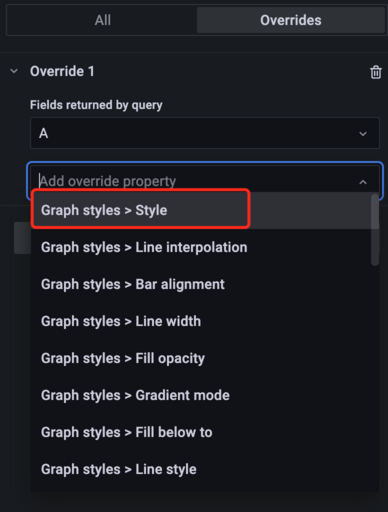 All
Overrides
Override 1
Fields returned by query
A
Add override property
Graph styles > Style
Graph styles > Line interpolation
Graph styles > Bar alignment
Graph styles > Line width
Graph styles > Fill opacity
Graph styles > Gradient mode
Graph styles > Fill below to
Graph styles > Line style